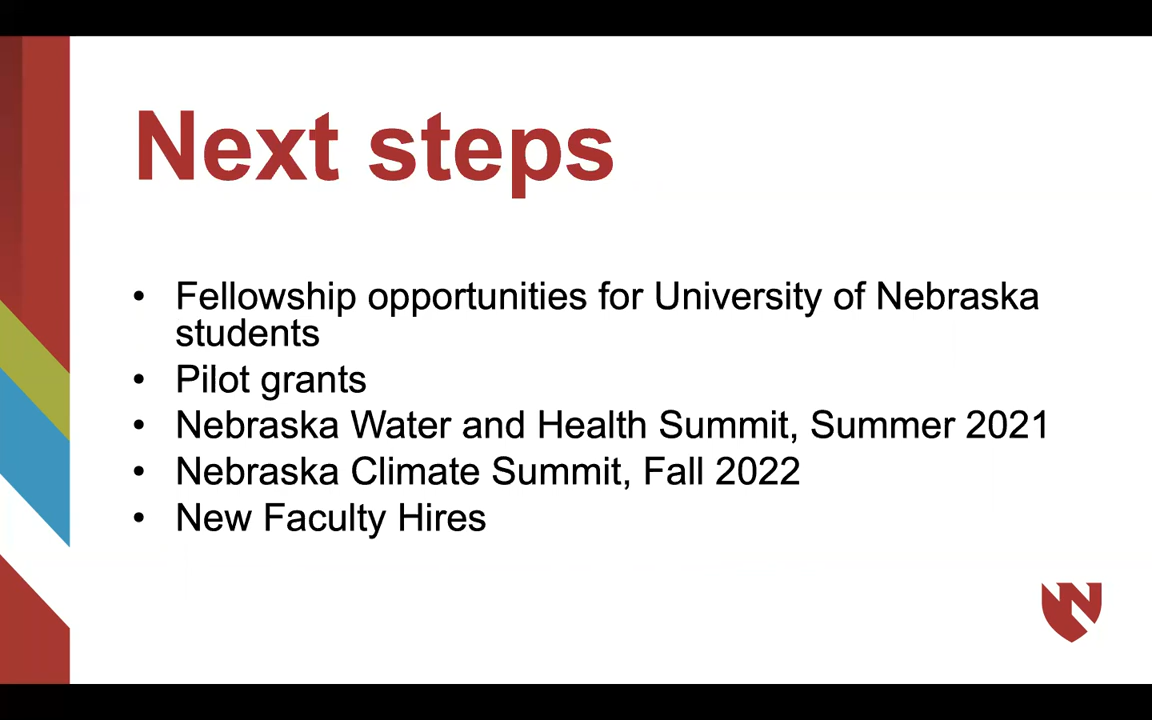 Next steps
• Fellowship opportunities for University of Nebraska
students
• Pilot grants
• Nebraska Water and Health Summit, Summer 2021
• Nebraska Climate Summit, Fall 2022
• New Faculty Hires
N